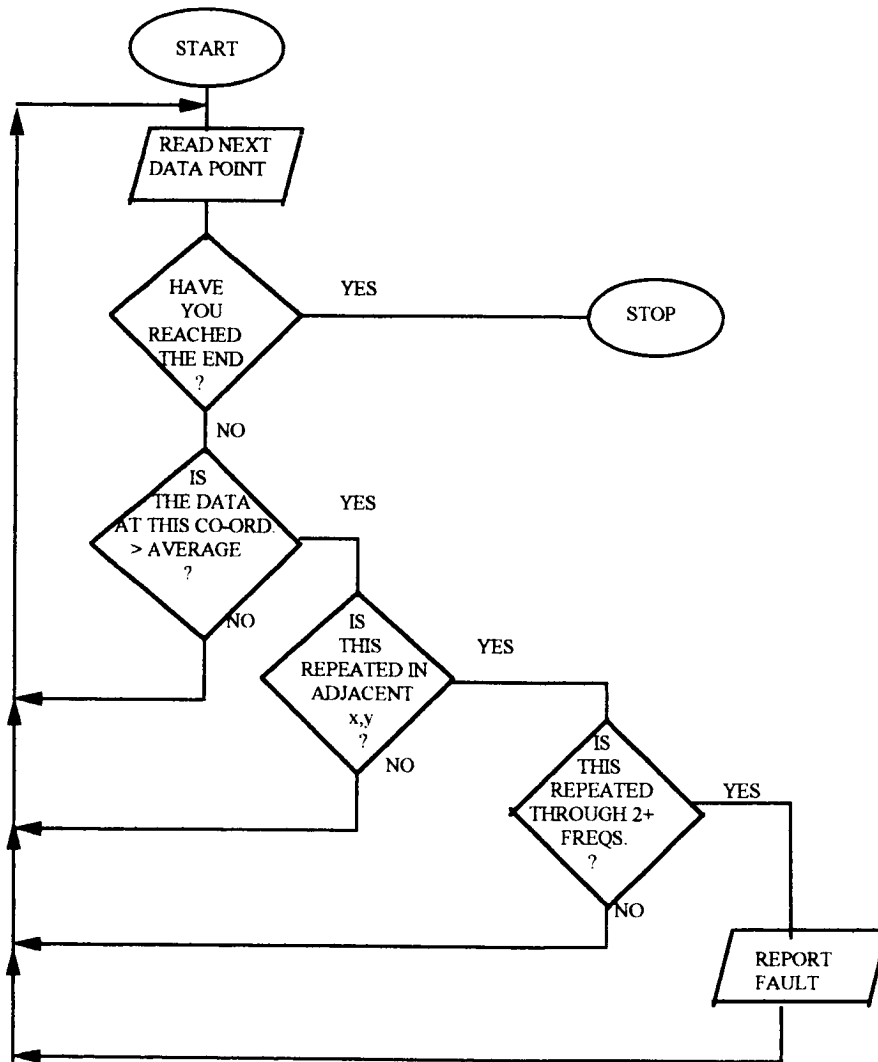 START
READ NEXT
DATA POINT
HAVE
YOU
REACHED
THE END
?
YES
STOP
NO
IS
THE DATA
AT THIS CO-ORD.
> AVERAGE
?
YES
NO
IS
THIS
REPEATED IN
ADJACENT
x,y
?
YES
NO
IS
THIS
REPEATED
THROUGH 2+
FREQS.
?
YES
NO
REPORT
FAULT